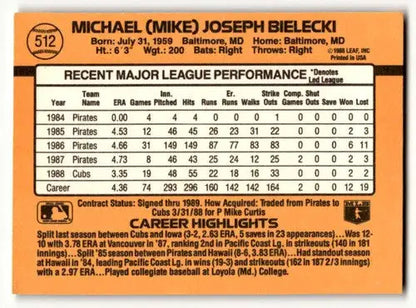 512
MICHAEL (MIKE) JOSEPH BIELECKI
Born: July 31, 1959 Baltimore, MD Home: Baltimore, MD
Ht.: 6'3" Wgt.: 200 Bats: Right Throws: Right
©1988 LEAF, INC.
Printed in USA
RECENT MAJOR LEAGUE PERFORMANCE *Denotes Led League
Year Team Name ERA Games Inn. Pitched Hits Runs Er. Runs Walks Strike Outs Comp. Games Shut Outs Save Won Lost
1984 Pirates 0.00 4 4 4 0 0 0 1 0 0 0 0 0
1985 Pirates 4.53 12 46 45 26 23 31 22 0 0 0 2 3
1986 Pirates 4.66 31 149 149 87 77 83 83 0 0 0 6 11
1987 Pirates 4.73 8 46 43 25 24 12 25 2 0 0 2 3
1988 Cubs 3.35 19 48 55 22 18 16 33 0 0 0 2 2
Career 4.36 74 293 296 160 142 164 2 0 0 12 19
Contract Status: Signed thru 1989. How Acquired: Traded from Pirates to
Cubs 3/31/88 for P Mike Curtis
CAREER HIGHLIGHTS
Split last season between Cubs and Iowa (3-2, 2.63 ERA, 5 saves in 23 appearances)... Was 12-
10 with 3.78 ERA at Vancouver in '87, ranking 2nd in Pacific Coast Lg. in strikeouts (140 in 181
innings)... Split '85 season between Pirates and Hawaii (8-6, 3.83 ERA)... Had standout season
at Hawaii in '84, leading Pacific Coast Lg. in wins (19-3) and strikeouts (162 in 187 2/3 innings)
with a 2.97 ERA... Played collegiate baseball at Loyola (Md.) College.